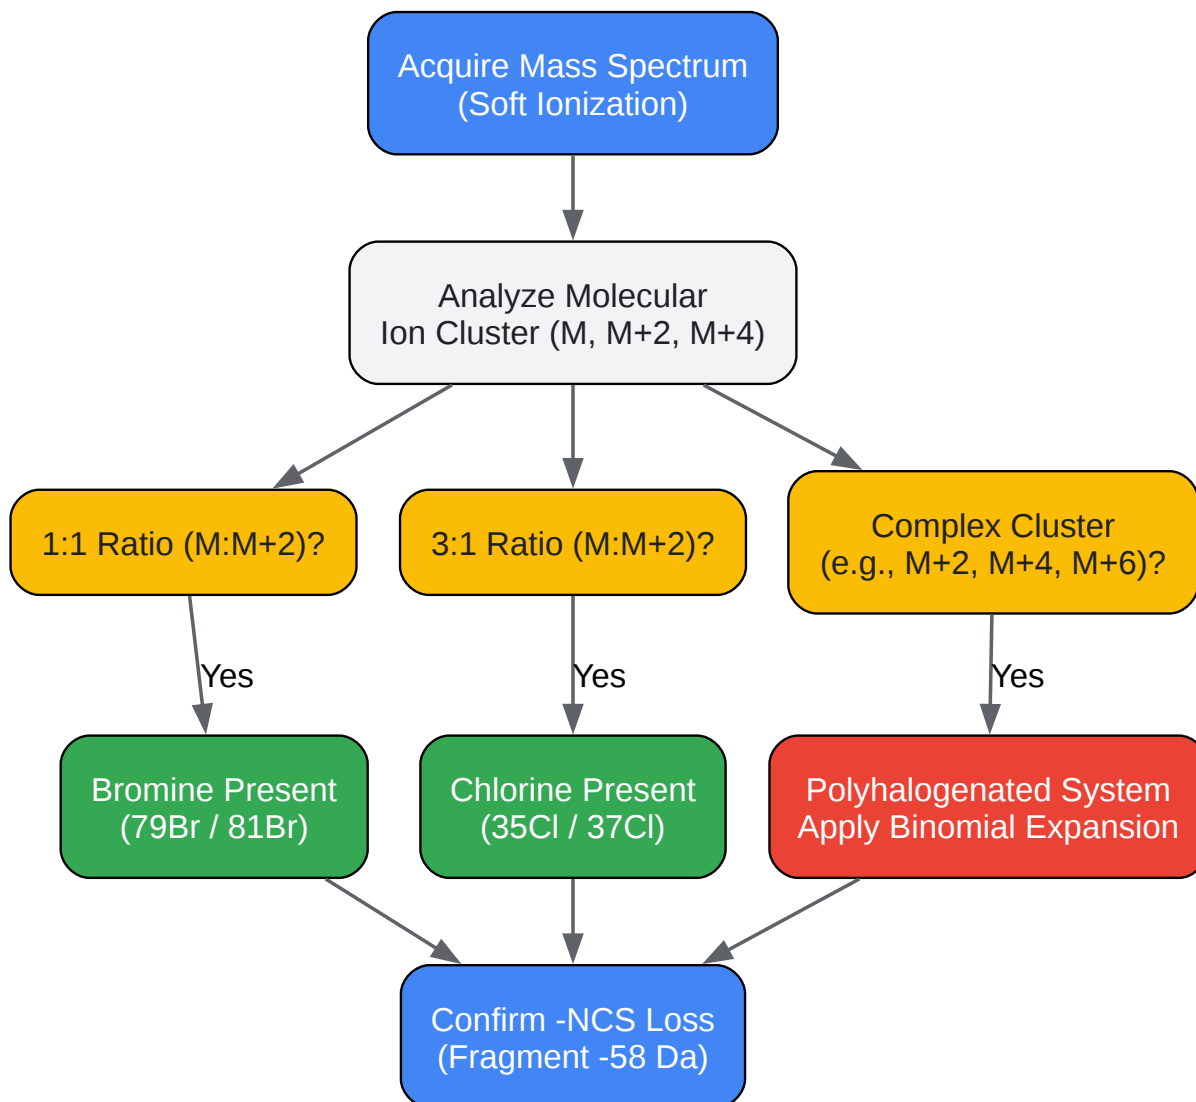 Acquire Mass Spectrum
(Soft Ionization)
Analyze Molecular
Ion Cluster (M, M+2, M+4)
1:1 Ratio (M:M+2)?
3:1 Ratio (M:M+2)?
Complex Cluster
(e.g., M+2, M+4, M+6)?
Yes
Yes
Yes
Bromine Present
(79Br / 81Br)
Chlorine Present
(35Cl / 37Cl)
Polyhalogenated System
Apply Binomial Expansion
Confirm -NCS Loss
(Fragment -58 Da)